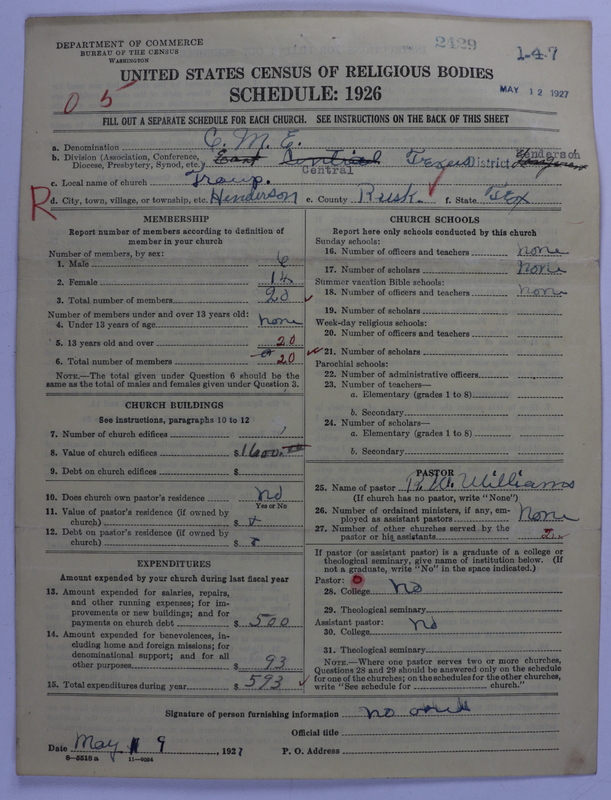 DEPARTMENT OF COMMERCE
BUREAU OF THE CENSUS
WASHINGTON
2429
1-4-7
UNITED STATES CENSUS OF RELIGIOUS BODIES
SCHEDULE: 1926
MAY 12 1927
0 5
FILL OUT A SEPARATE SCHEDULE FOR EACH CHURCH. SEE INSTRUCTIONS ON THE BACK OF THIS SHEET
a. Denomination C. M. E.
b. Division (Association, Conference, Diocese, Presbytery, Synod, etc.) East Central Texas District Henderson
Central
c. Local name of church Troup.
R
d. City, town, village, or township, etc. Henderson e. County Rusk. f. State Tex
MEMBERSHIP
Report number of members according to definition of
member in your church
Number of members, by sex:
1. Male 6
2. Female 14
3. Total number of members 20
Number of members under and over 13 years old:
4. Under 13 years of age none
5. 13 years old and over 20
6. Total number of members 20
NOTE.—The total given under Question 6 should be
same as the total of males and females given under Question 3.
CHURCH BUILDINGS
See instructions, paragraphs 10 to 12
7. Number of church edifices 1
8. Value of church edifices $ 1600.00
9. Debt on church edifices $
10. Does church own pastor's residence No
Yes or No
11. Value of pastor's residence (if owned by
church) $ x
12. Debt on pastor's residence (if owned by
church) $ x
EXPENDITURES
Amount expended by your church during last fiscal year
13. Amount expended for salaries, repairs,
and other running expenses; for im-
provements or new buildings; and for
payments on church debt $ 500
14. Amount expended for benevolences, in-
cluding home and foreign missions; for
denominational support; and for all
other purposes $ 93
15. Total expenditures during year $ 593
CHURCH SCHOOLS
Report here only schools conducted by this church
Sunday schools:
16. Number of officers and teachers none
17. Number of scholars none
Summer vacation Bible schools:
18. Number of officers and teachers none
19. Number of scholars
Week-day religious schools:
20. Number of officers and teachers
21. Number of scholars
Parochial schools:
22. Number of administrative officers
23. Number of teachers—
a. Elementary (grades 1 to 8)
b. Secondary
24. Number of scholars—
a. Elementary (grades 1 to 8)
b. Secondary
PASTOR
25. Name of pastor Williams
(If church has no pastor, write "None")
26. Number of ordained ministers, if any, em-
ployed as assistant pastors None
27. Number of other churches served by the
pastor or his assistants
If pastor (or assistant pastor) is a graduate of a college or
theological seminary, give name of institution below. (If
not a graduate, write "No" in the space indicated.)
Pastor:
28. College No
29. Theological seminary
Assistant pastor:
30. College No
31. Theological seminary
NOTE.—Where one pastor serves two or more churches,
Questions 28 and 29 should be answered only on the schedule
for one of the churches; on the schedules for the other churches,
write "See schedule for church."
Signature of person furnishing information
Official title
Date May 9, 1927 P. O. Address
8-5518 a 11-9034